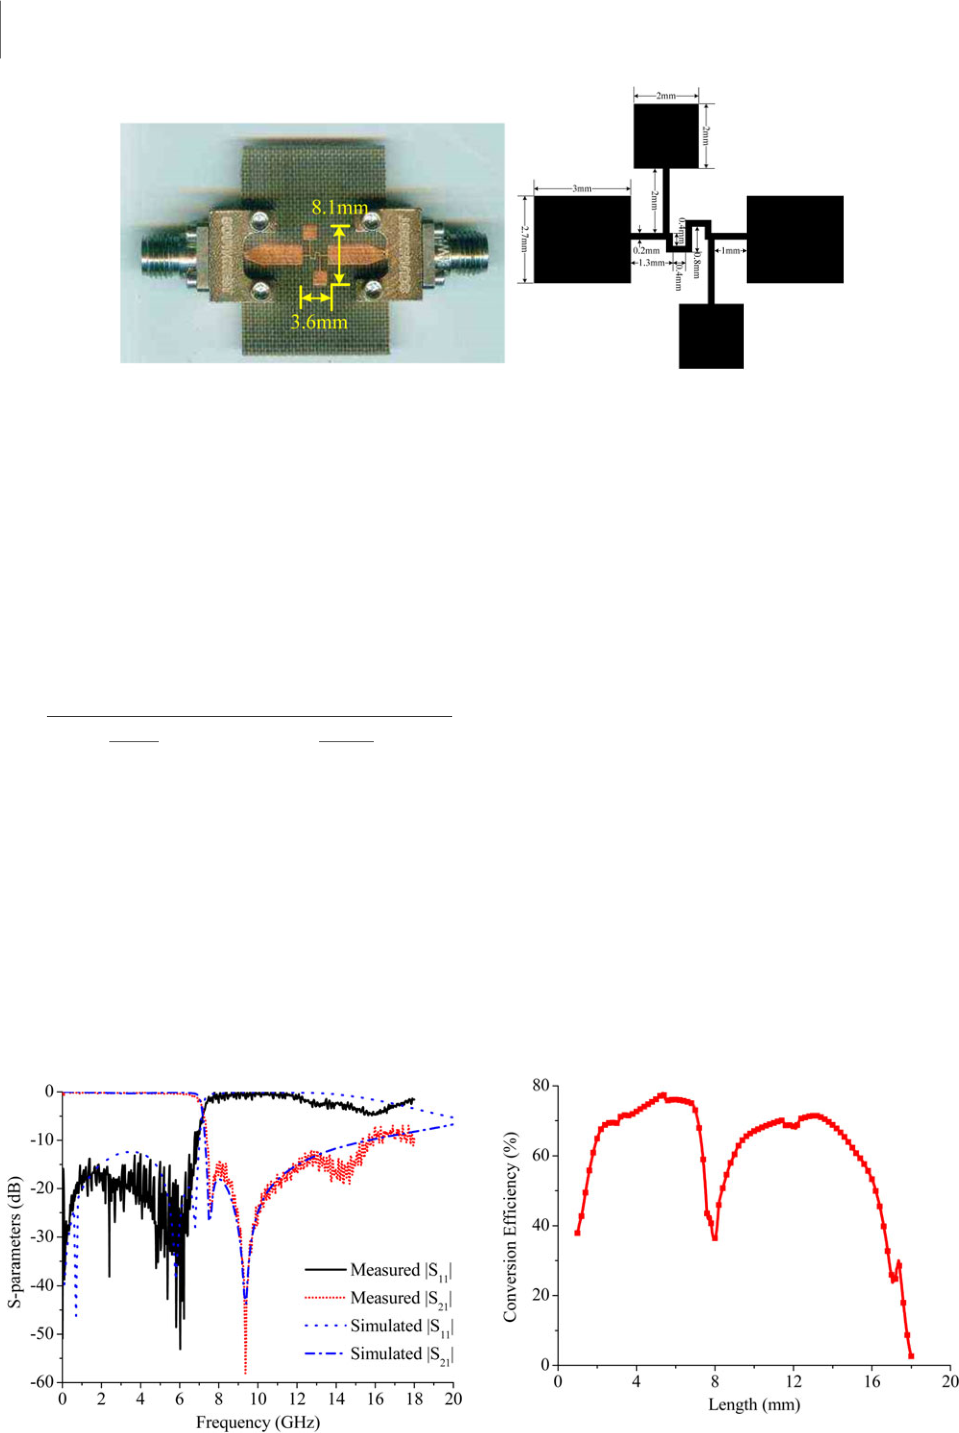 8.1mm
3.6mm
2mm
2mm
3mm
2mm
2.7mm
0.4mm
0.2mm
0.8mm
1mm
1.3mm
0.4mm
0
-10
-20
-30
-40
-50
-60
S-parameters (dB)
Measured |S11|
Measured |S21|
Simulated |S11|
Simulated |S21|
0 2 4 6 8 10 12 14 16 18 20
Frequency (GHz)
80
60
40
20
0
Conversion Efficiency (%)
0 4 8 12 16 20
Length (mm)